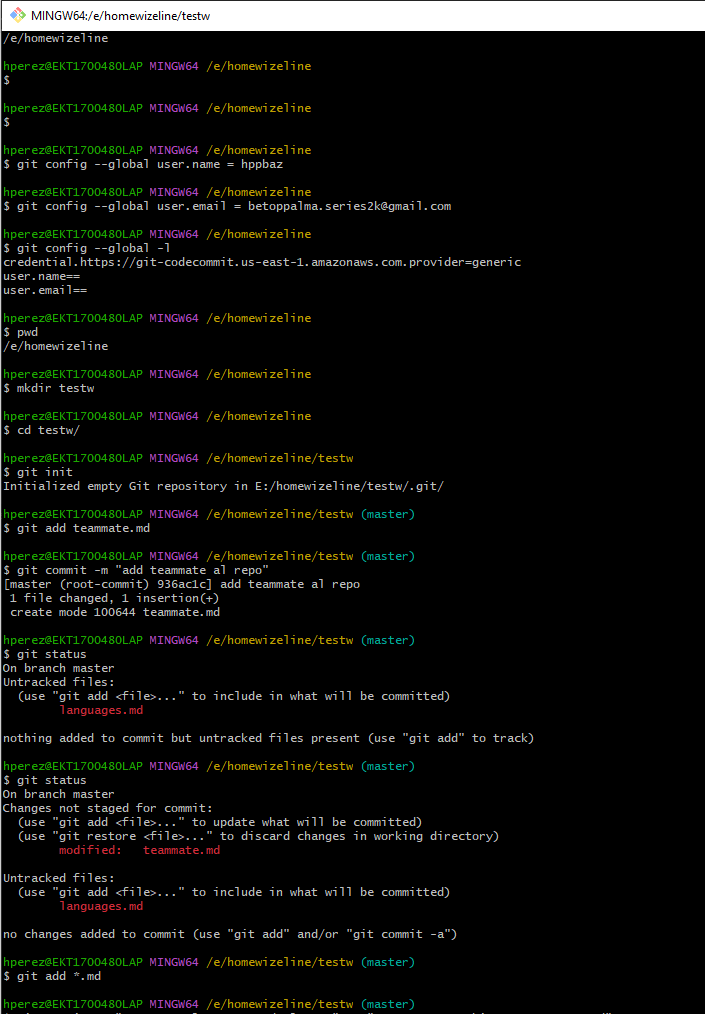 MINGW64:/e/homewizeline/testw
/e/homewizeline
hperez@EKT1700480LAP MINGW64 /e/homewizeline
$
hperez@EKT1700480LAP MINGW64 /e/homewizeline
$
hperez@EKT1700480LAP MINGW64 /e/homewizeline
$ git config --global user.name = hppbaz
hperez@EKT1700480LAP MINGW64 /e/homewizeline
$ git config --global user.email = betoppalma.series2k@gmail.com
hperez@EKT1700480LAP MINGW64 /e/homewizeline
$ git config --global -l
credential.https://git-codecommit.us-east-1.amazonaws.com.provider=generic
user.name==
user.email==
hperez@EKT1700480LAP MINGW64 /e/homewizeline
$ pwd
/e/homewizeline
hperez@EKT1700480LAP MINGW64 /e/homewizeline
$ mkdir testw
hperez@EKT1700480LAP MINGW64 /e/homewizeline
$ cd testw/
hperez@EKT1700480LAP MINGW64 /e/homewizeline/testw
$ git init
Initialized empty Git repository in E:/homewizeline/testw/.git/
hperez@EKT1700480LAP MINGW64 /e/homewizeline/testw (master)
$ git add teammate.md
hperez@EKT1700480LAP MINGW64 /e/homewizeline/testw (master)
$ git commit -m "add teammate al repo"
[master (root-commit) 936ac1c] add teammate al repo
 1 file changed, 1 insertion(+)
 create mode 100644 teammate.md
hperez@EKT1700480LAP MINGW64 /e/homewizeline/testw (master)
$ git status
On branch master
Untracked files:
  (use "git add <file>..." to include in what will be committed)
        languages.md
nothing added to commit but untracked files present (use "git add" to track)
hperez@EKT1700480LAP MINGW64 /e/homewizeline/testw (master)
$ git status
On branch master
Changes not staged for commit:
  (use "git add <file>..." to update what will be committed)
  (use "git restore <file>..." to discard changes in working directory)
        modified:   teammate.md
Untracked files:
  (use "git add <file>..." to include in what will be committed)
        languages.md
no changes added to commit (use "git add" and/or "git commit -a")
hperez@EKT1700480LAP MINGW64 /e/homewizeline/testw (master)
$ git add *.md
hperez@EKT1700480LAP MINGW64 /e/homewizeline/testw (master)